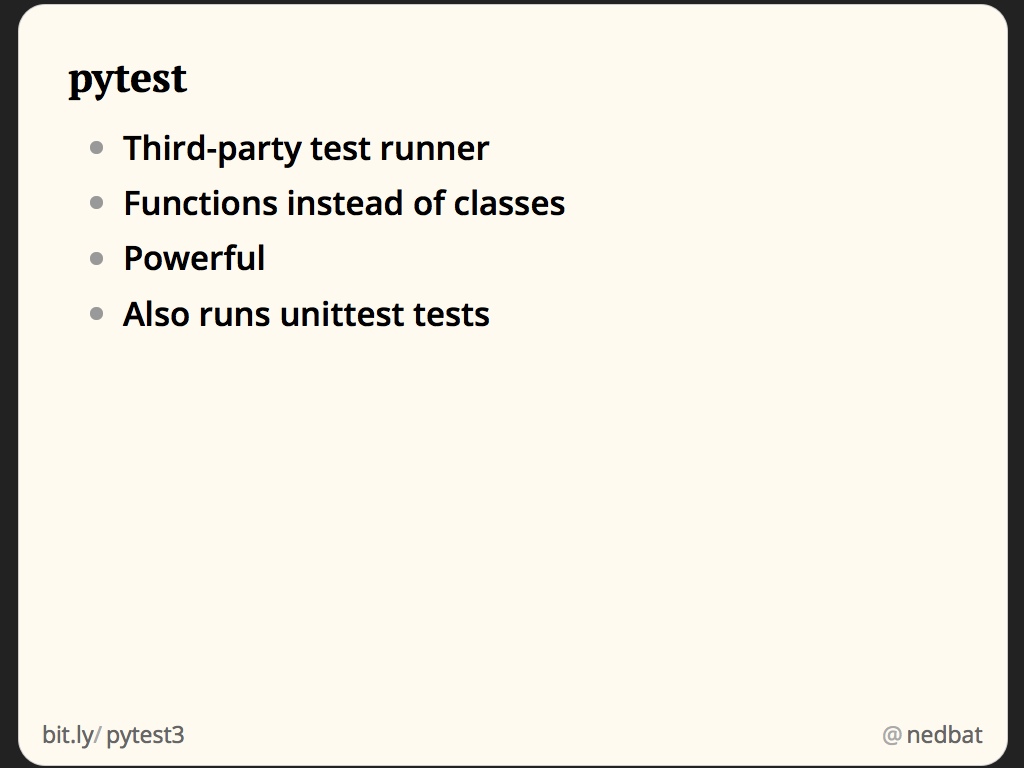 pytest
Third-party test runner
Functions instead of classes
Powerful
Also runs unittest tests
bit.ly/pytest3
@nedbat